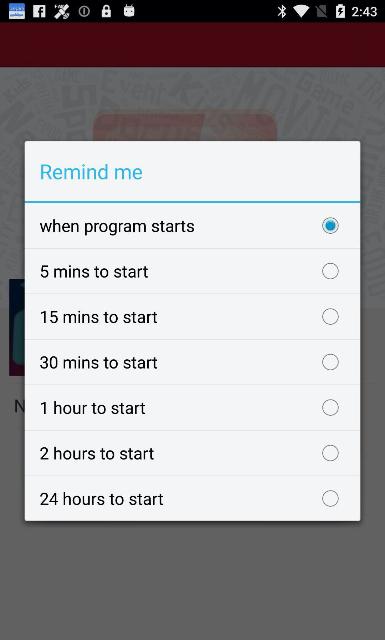 2:43
Remind me
when program starts
5 mins to start
15 mins to start
30 mins to start
1 hour to start
2 hours to start
24 hours to start
N